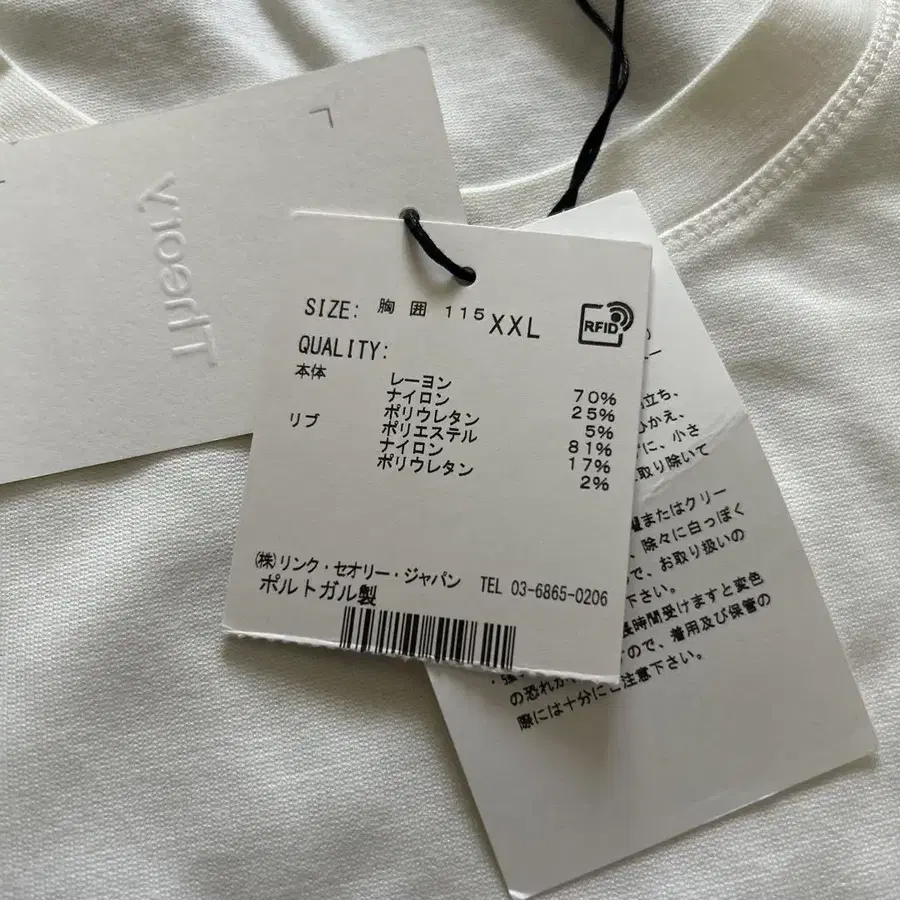 Theory
SIZE: 胸囲 115 XXL
RFID
QUALITY:
本体 レーヨン 70%
ナイロン 25%
ポリウレタン 5%
リブ ポリエステル 81%
ナイロン 17%
ポリウレタン 2%
(株)リンク・セオリー・ジャパン TEL 03-6865-0206
ポルトガル製
立ち、
かえ、
に、小さ
取り除いて
またはクリー
、除々に白っぽく
で、お取り扱いの
下さい。
長時間受けますと変色
の恐れが
ので、着用及び保管の
際には十分にご注意下さい。